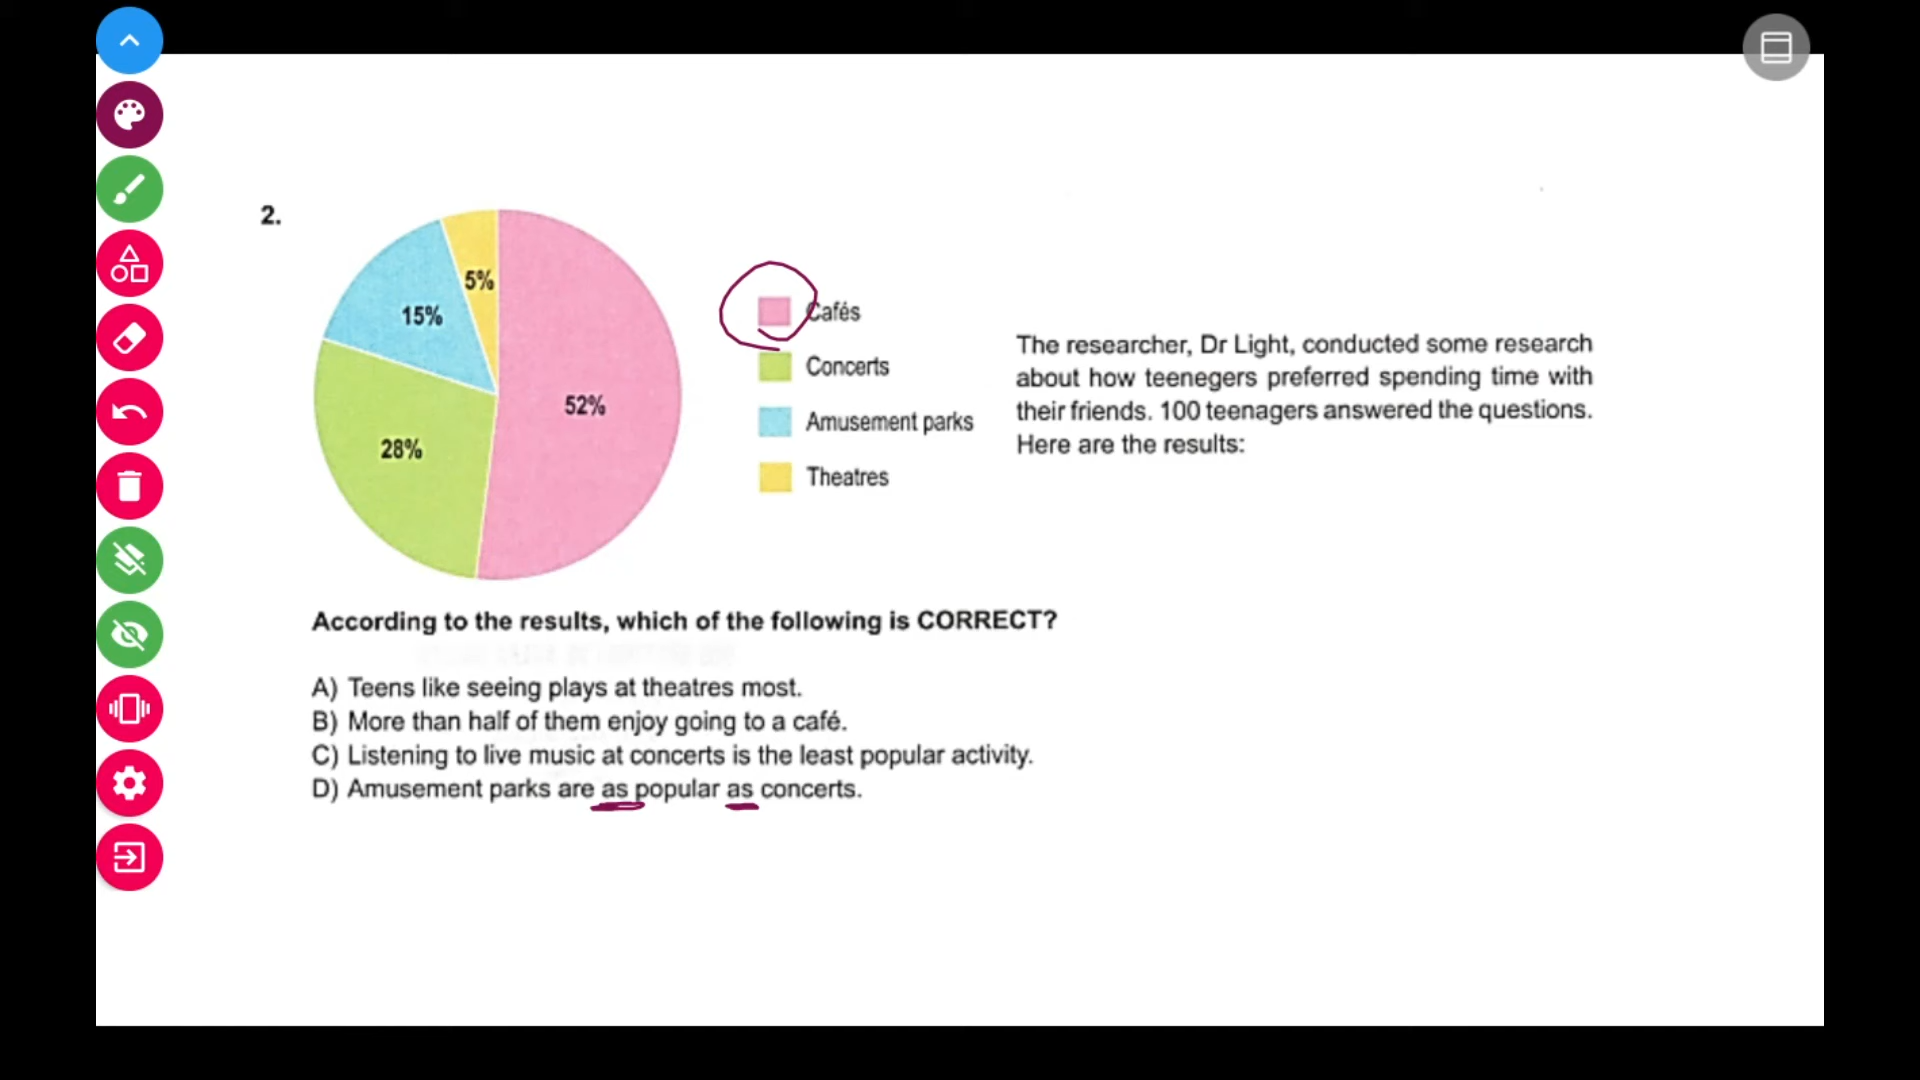 2.
5%
15%
52%
28%
Cafés
Concerts
Amusement parks
Theatres
The researcher, Dr Light, conducted some research
about how teenegers preferred spending time with
their friends. 100 teenagers answered the questions.
Here are the results:
According to the results, which of the following is CORRECT?
A) Teens like seeing plays at theatres most.
B) More than half of them enjoy going to a café.
C) Listening to live music at concerts is the least popular activity.
D) Amusement parks are as popular as concerts.